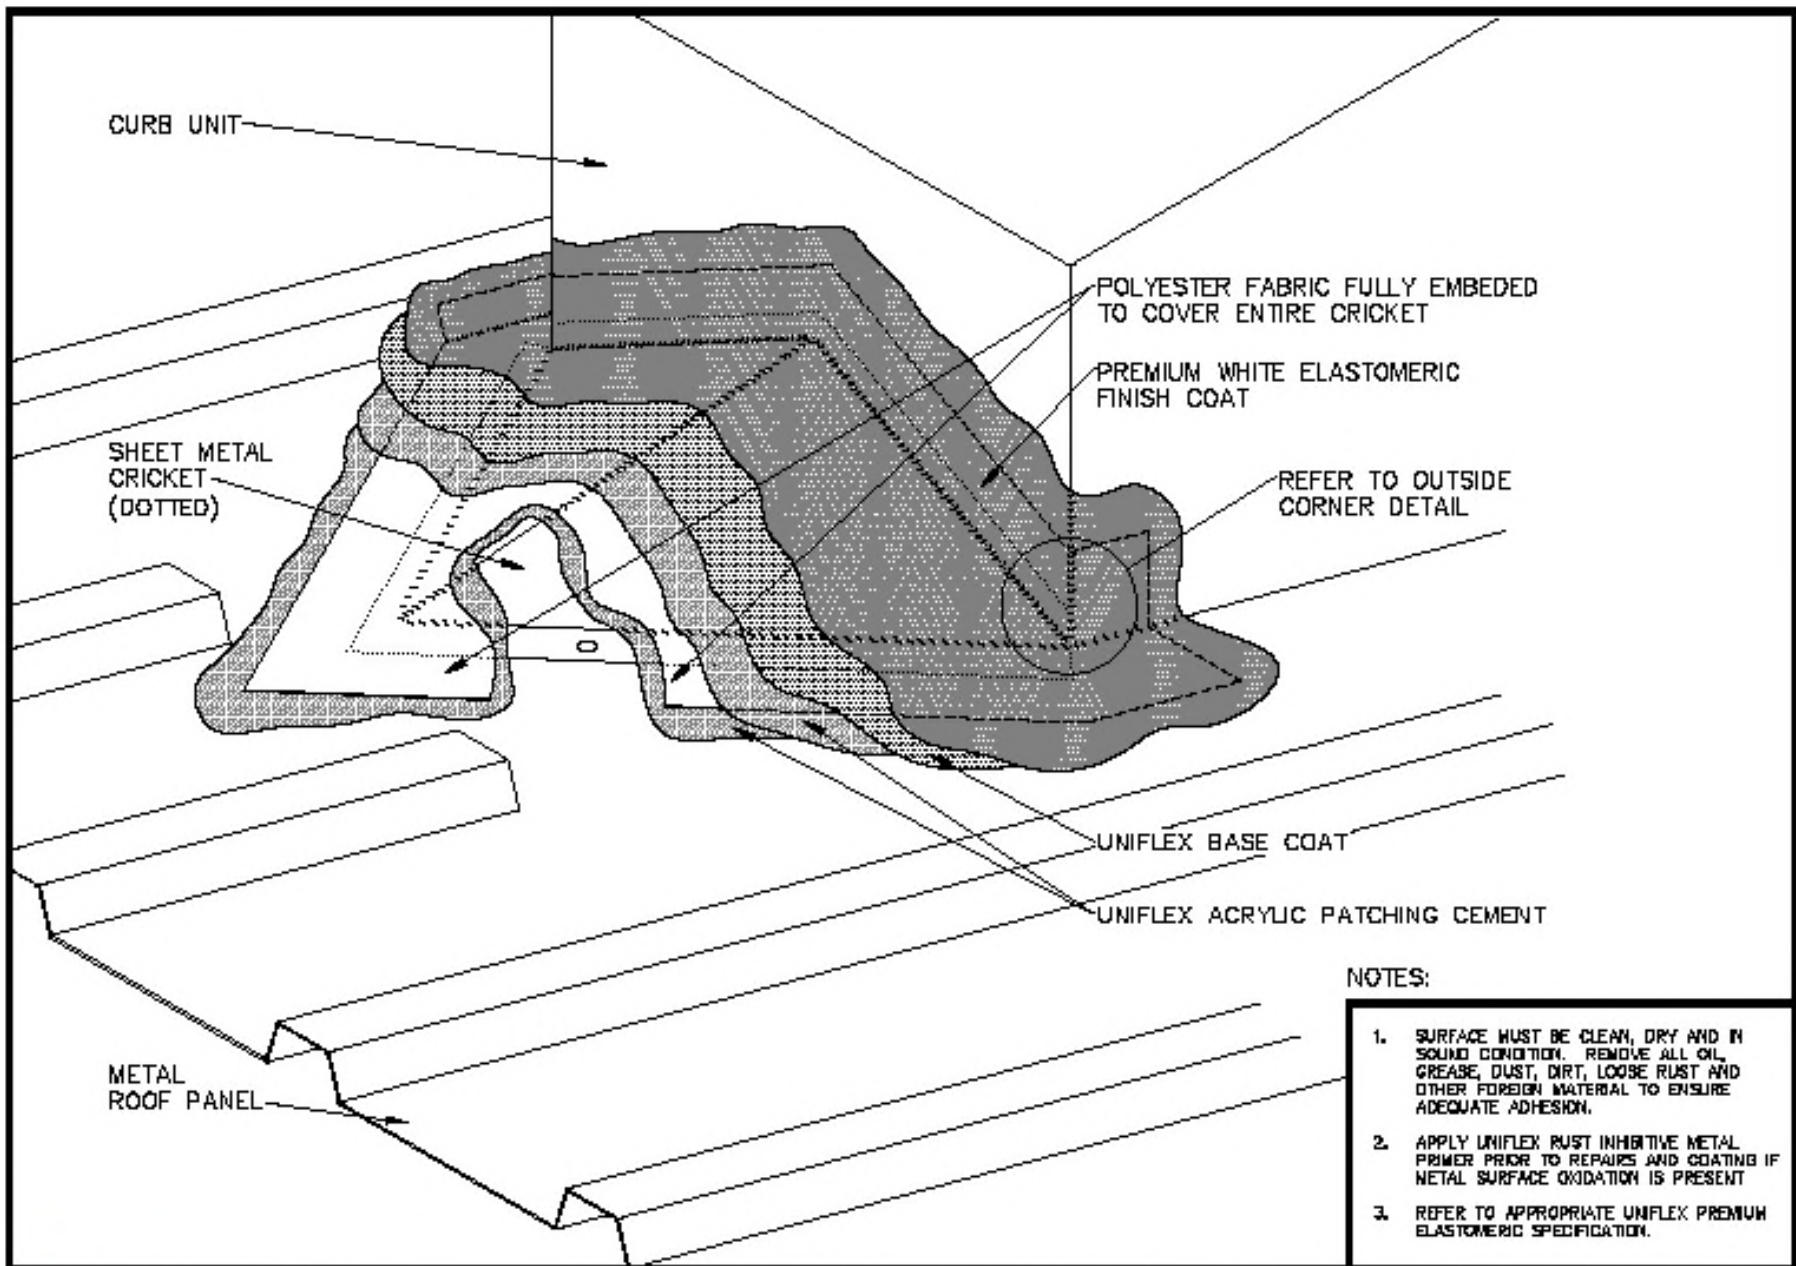 CURB UNIT
POLYESTER FABRIC FULLY EMBEDED
TO COVER ENTIRE CRICKET
PREMIUM WHITE ELASTOMERIC
FINISH COAT
SHEET METAL
CRICKET
(DOTTED)
REFER TO OUTSIDE
CORNER DETAIL
UNIFLEX BASE COAT
UNIFLEX ACRYLIC PATCHING CEMENT
METAL
ROOF PANEL
NOTES:
1. SURFACE MUST BE CLEAN, DRY AND IN
SOUND CONDITION. REMOVE ALL OIL,
GREASE, DUST, DIRT, LOOSE RUST AND
OTHER FOREIGN MATERIAL TO ENSURE
ADEQUATE ADHESION.
2. APPLY UNIFLEX RUST INHIBITIVE METAL
PRIMER PRIOR TO REPAIRS AND COATING IF
METAL SURFACE OXIDATION IS PRESENT
3. REFER TO APPROPRIATE UNIFLEX PREMIUM
ELASTOMERIC SPECIFICATION.